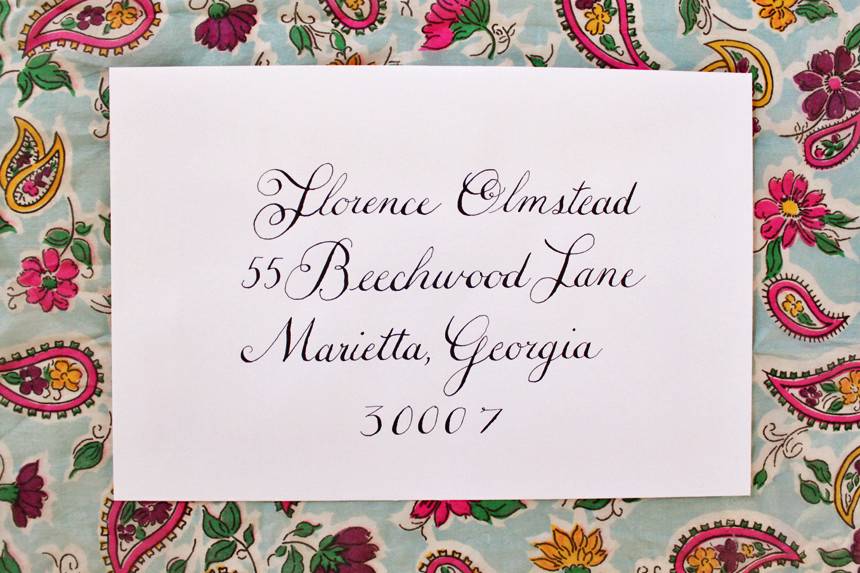 Florence Olmstead
55 Beechwood Lane
Marietta, Georgia
30007